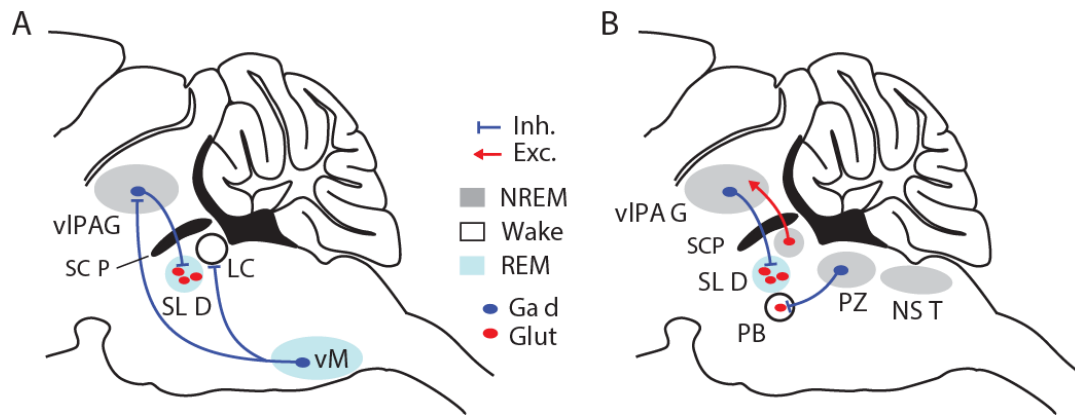 A
vlPAG
SC P
LC
SL D
vM
Inh.
Exc.
NREM
Wake
REM
Ga d
Glut
B
vlPA G
SCP
SL D
PB
PZ
NS T